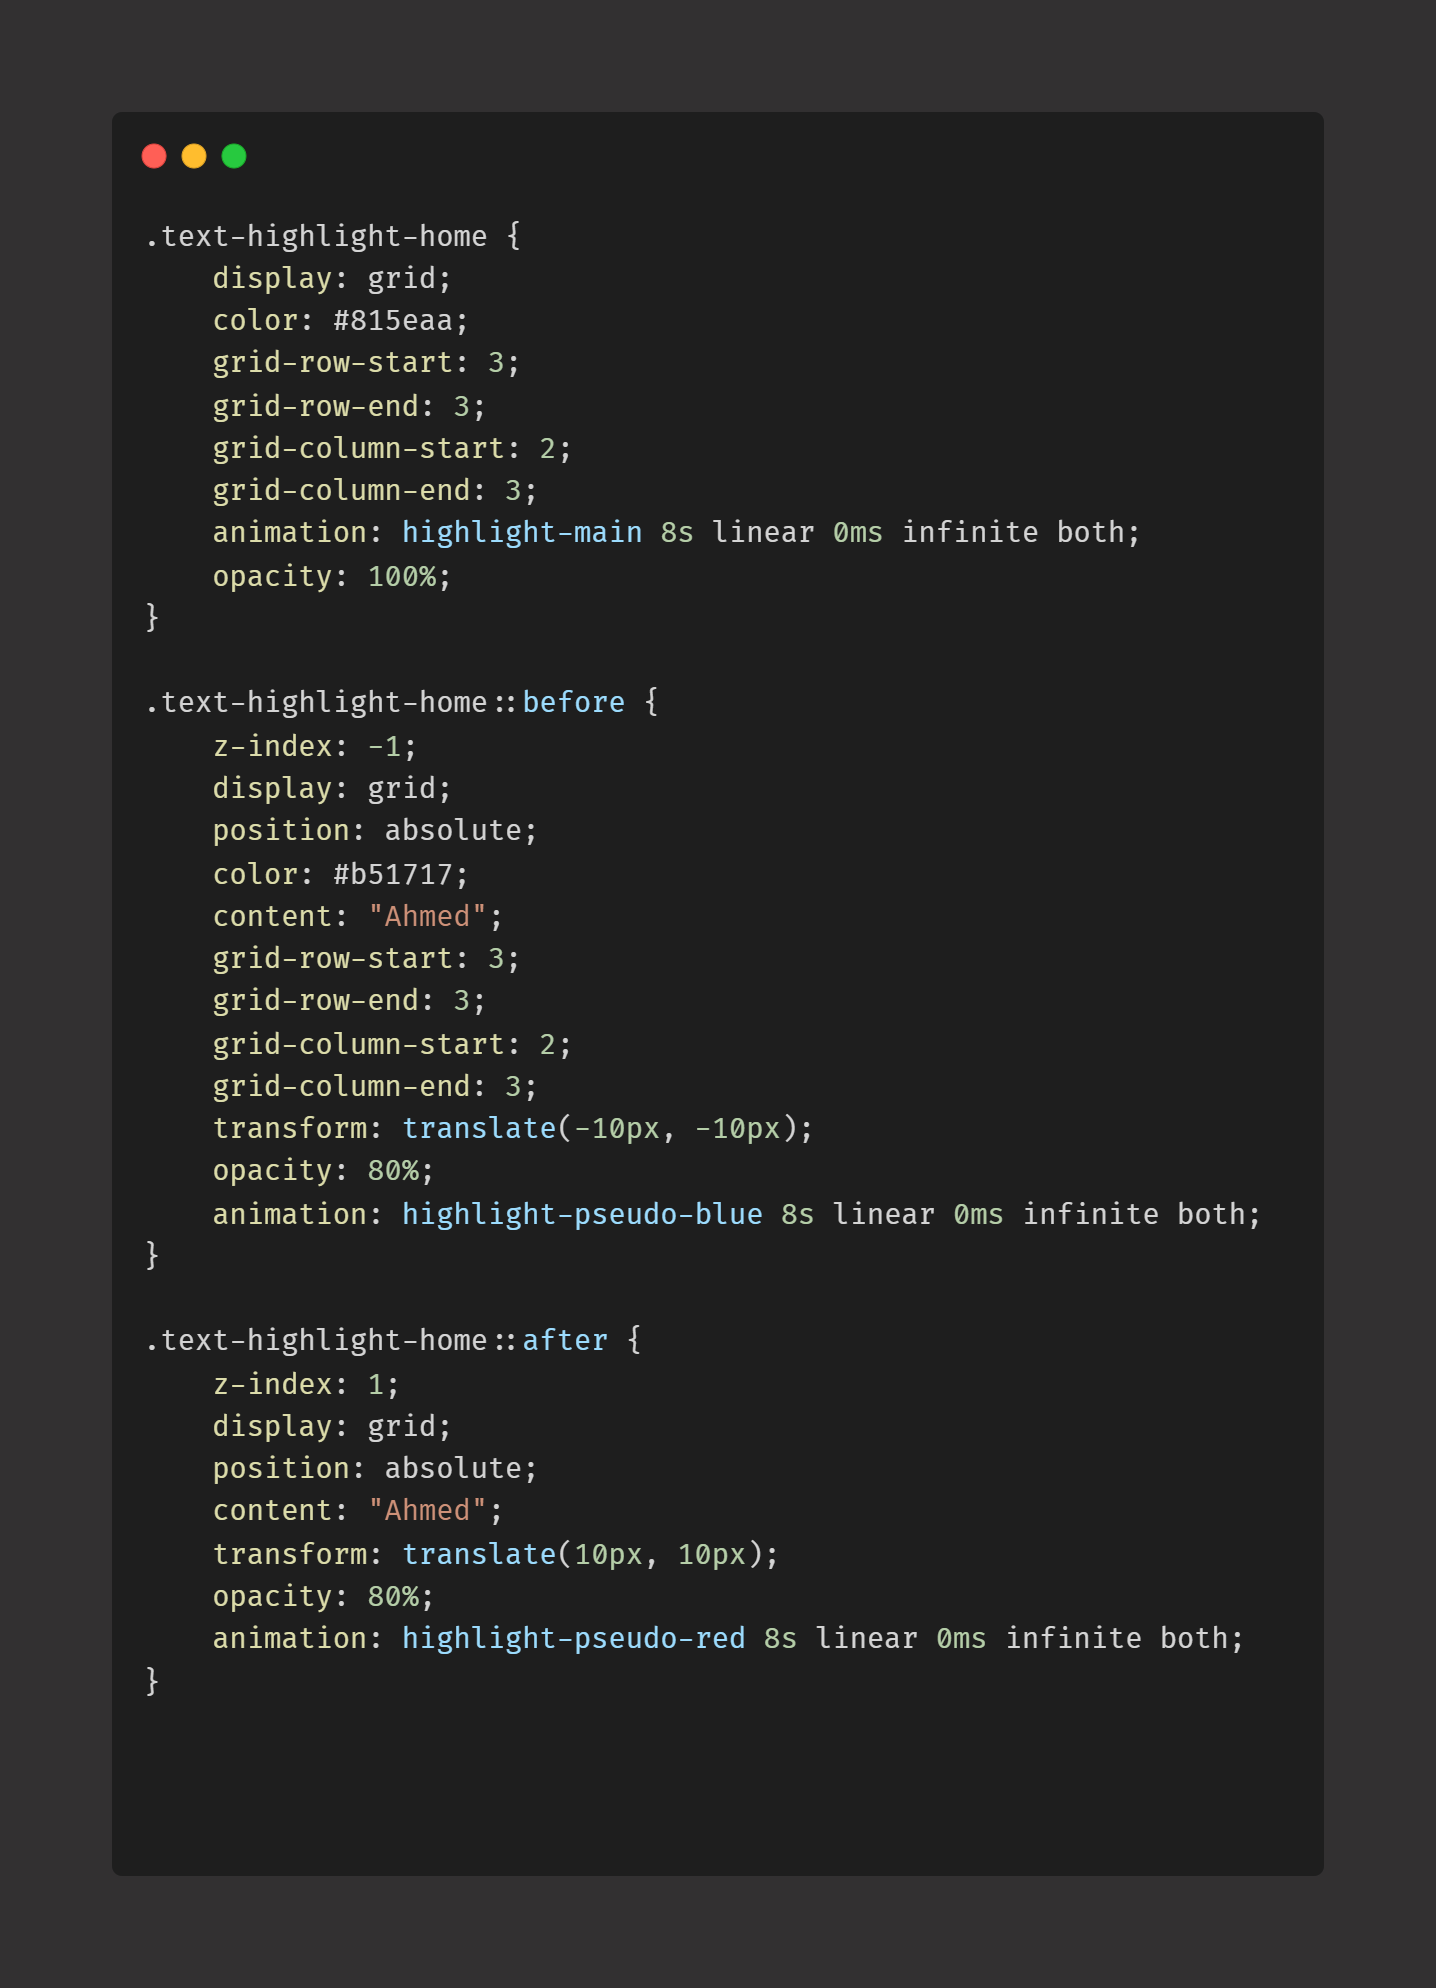 .text-highlight-home {
    display: grid;
    color: #815eaa;
    grid-row-start: 3;
    grid-row-end: 3;
    grid-column-start: 2;
    grid-column-end: 3;
    animation: highlight-main 8s linear 0ms infinite both;
    opacity: 100%;
}

.text-highlight-home::before {
    z-index: -1;
    display: grid;
    position: absolute;
    color: #b51717;
    content: "Ahmed";
    grid-row-start: 3;
    grid-row-end: 3;
    grid-column-start: 2;
    grid-column-end: 3;
    transform: translate(-10px, -10px);
    opacity: 80%;
    animation: highlight-pseudo-blue 8s linear 0ms infinite both;
}

.text-highlight-home::after {
    z-index: 1;
    display: grid;
    position: absolute;
    content: "Ahmed";
    transform: translate(10px, 10px);
    opacity: 80%;
    animation: highlight-pseudo-red 8s linear 0ms infinite both;
}